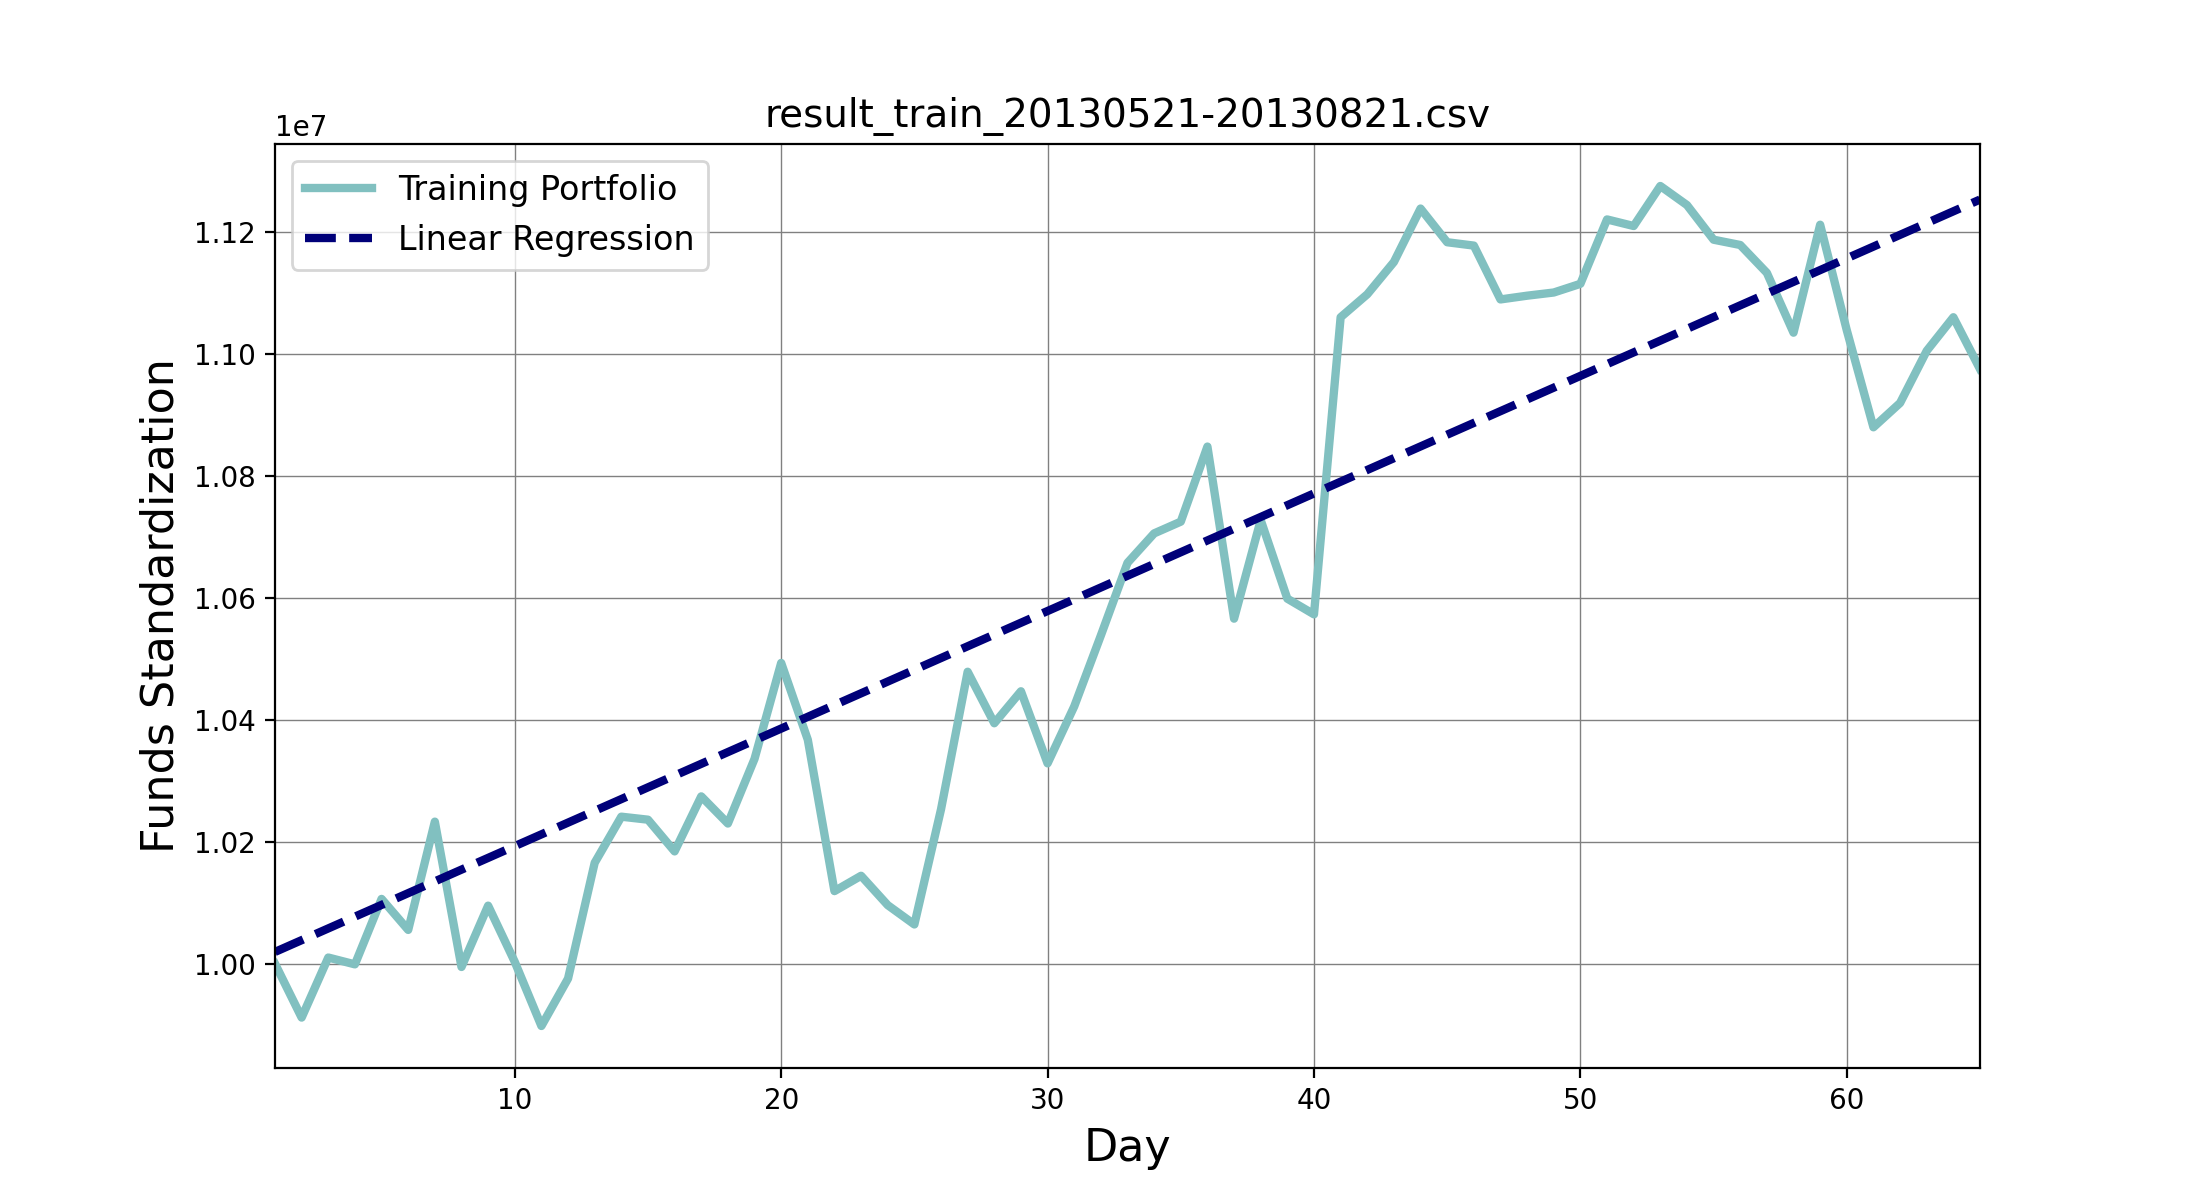 result_train_20130521-20130821.csv
1e7
Training Portfolio
Linear Regression
1.12
1.10
1.08
1.06
1.04
1.02
1.00
Funds Standardization
10 20 30 40 50 60
Day